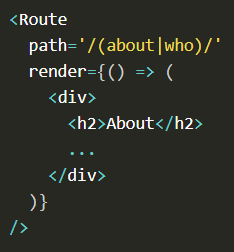 <Route
  path='/(about|who)/'
  render={() => (
    <div>
      <h2>About</h2>
      ...
    </div>
  )}
/>